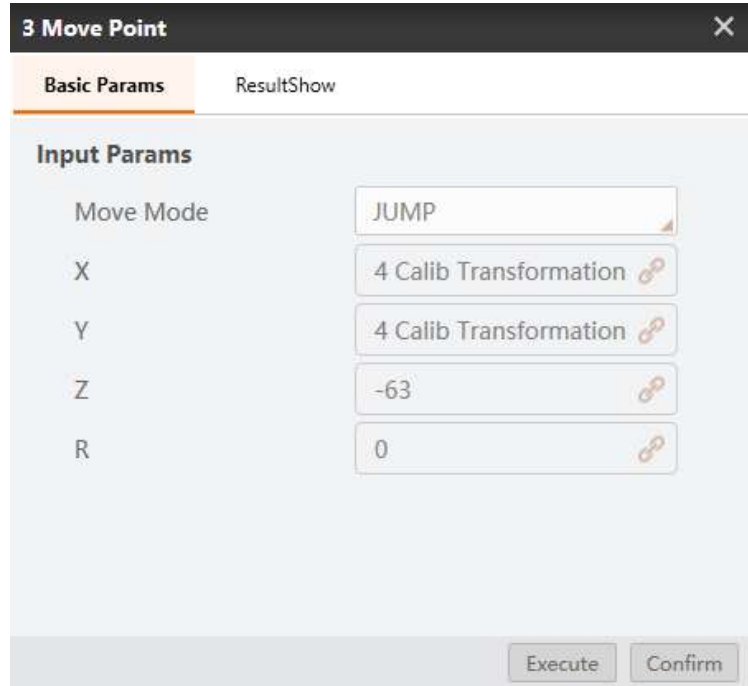 3 Move Point
Basic Params ResultShow
Input Params
Move Mode JUMP
X 4 Calib Transformation
Y 4 Calib Transformation
Z -63
R 0
Execute Confirm